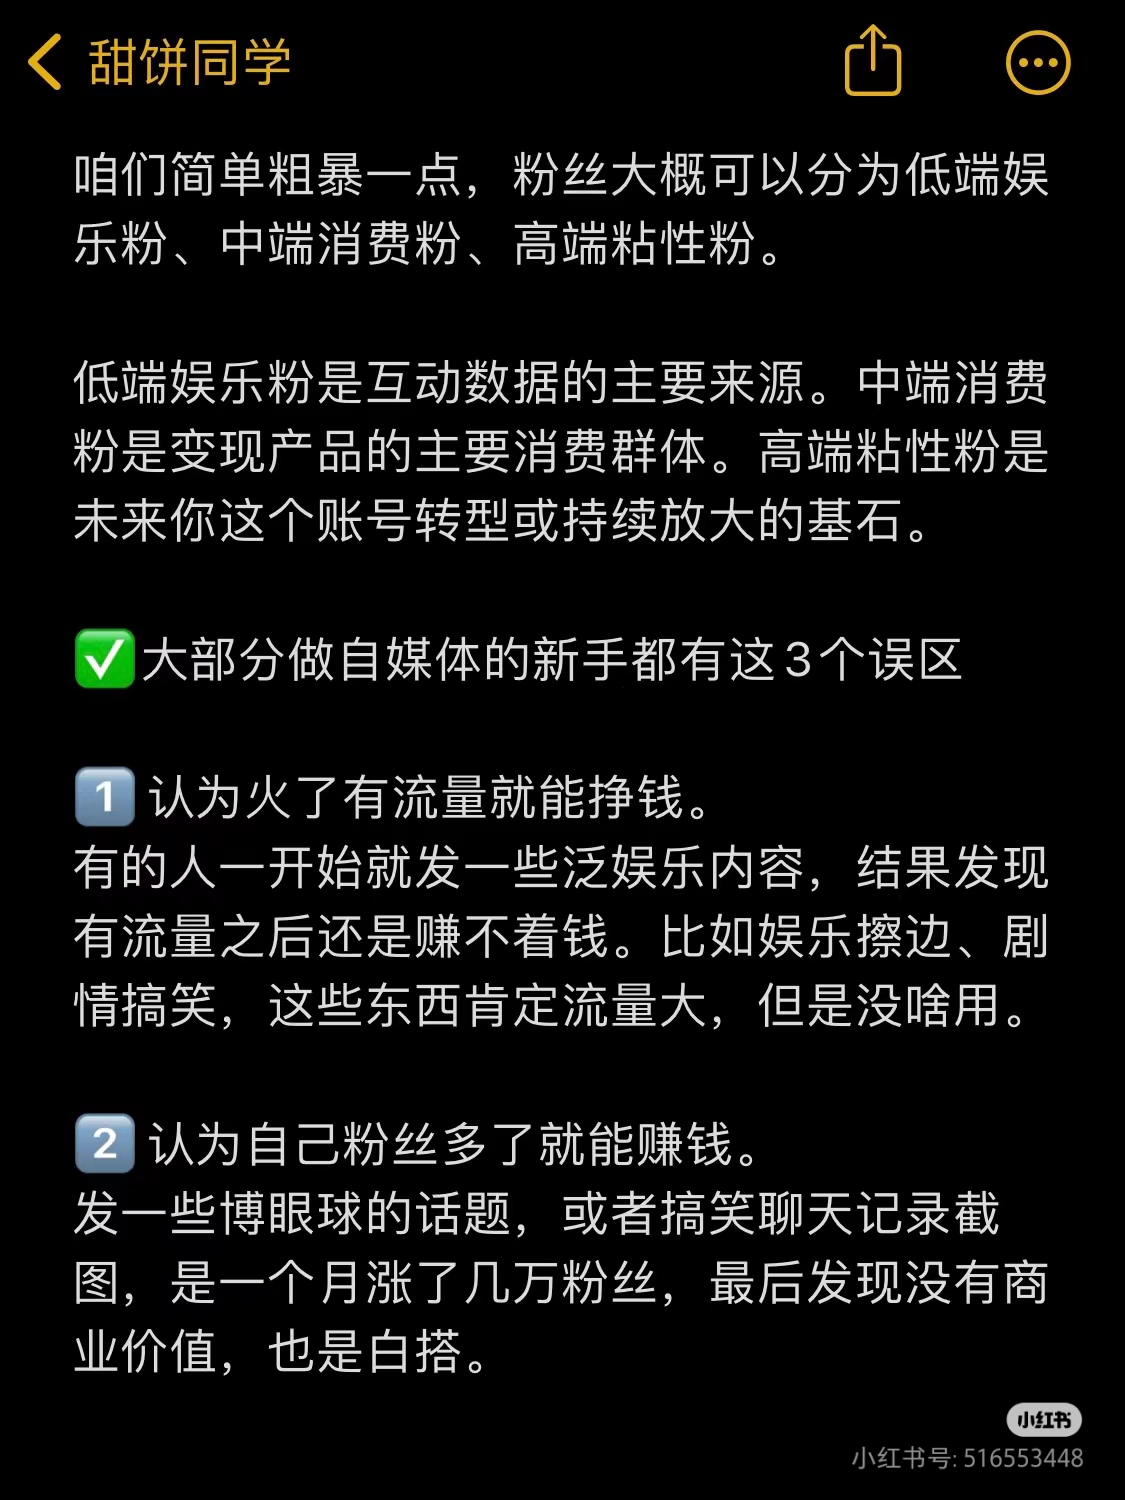 甜饼同学
咱们简单粗暴一点，粉丝大概可以分为低端娱
乐粉、中端消费粉、高端粘性粉。
低端娱乐粉是互动数据的主要来源。中端消费
粉是变现产品的主要消费群体。高端粘性粉是
未来你这个账号转型或持续放大的基石。
✅大部分做自媒体的新手都有这3个误区
1️⃣ 认为火了有流量就能挣钱。
有的人一开始就发一些泛娱乐内容，结果发现
有流量之后还是赚不着钱。比如娱乐擦边、剧
情搞笑，这些东西肯定流量大，但是没啥用。
2️⃣ 认为自己粉丝多了就能赚钱。
发一些博眼球的话题，或者搞笑聊天记录截
图，是一个月涨了几万粉丝，最后发现没有商
业价值，也是白搭。
小红书
小红书号: 516553448